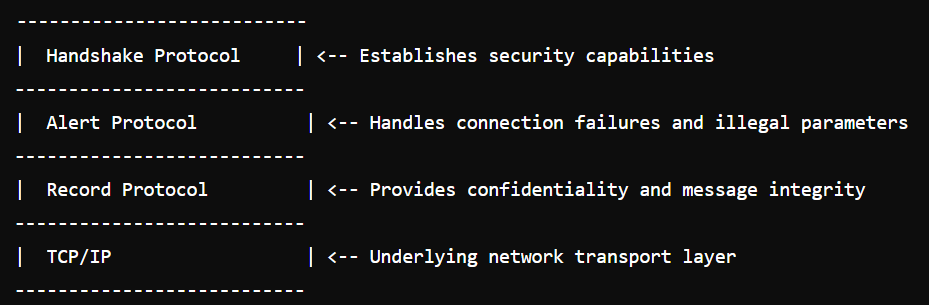 ---------------------------
|  Handshake Protocol     | <-- Establishes security capabilities
---------------------------
|  Alert Protocol          | <-- Handles connection failures and illegal parameters
---------------------------
|  Record Protocol         | <-- Provides confidentiality and message integrity
---------------------------
|  TCP/IP                  | <-- Underlying network transport layer
---------------------------